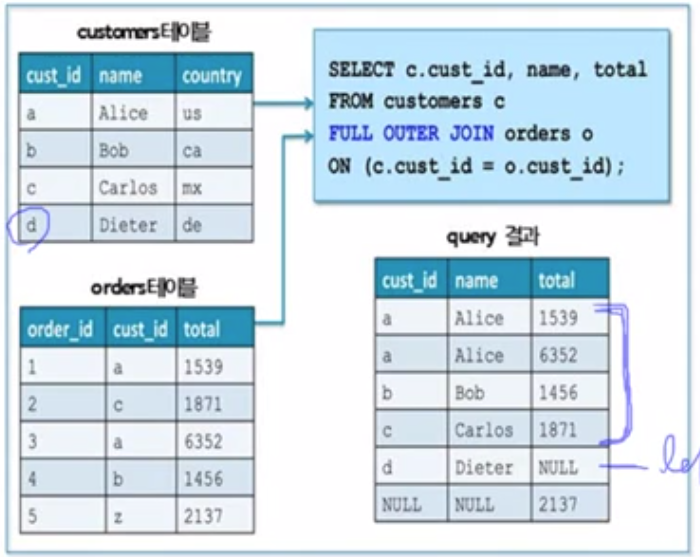 customers테이블
cust_id name country
a Alice us
b Bob ca
c Carlos mx
d Dieter de
SELECT c.cust_id, name, total
FROM customers c
FULL OUTER JOIN orders o
ON (c.cust_id = o.cust_id);
orders테이블
order_id cust_id total
1 a 1539
2 c 1871
3 a 6352
4 b 1456
5 z 2137
query 결과
cust_id name total
a Alice 1539
a Alice 6352
b Bob 1456
c Carlos 1871
d Dieter NULL
NULL NULL 2137